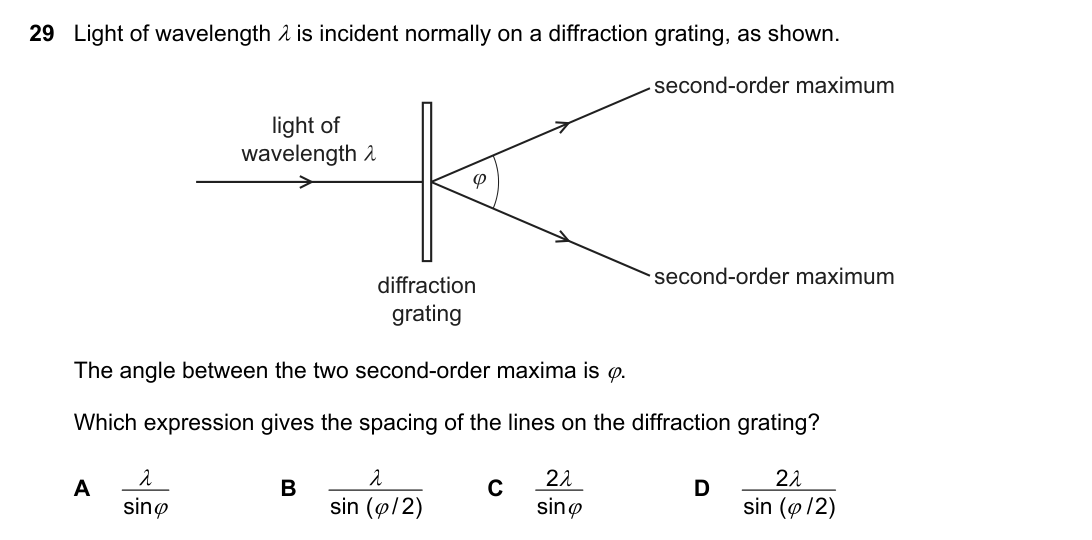 29 Light of wavelength λ is incident normally on a diffraction grating, as shown.
second-order maximum
light of
wavelength λ
φ
second-order maximum
diffraction
grating
The angle between the two second-order maxima is φ.
Which expression gives the spacing of the lines on the diffraction grating?
A λ/sinφ B λ/sin (φ/2) C 2λ/sinφ D 2λ/sin (φ/2)